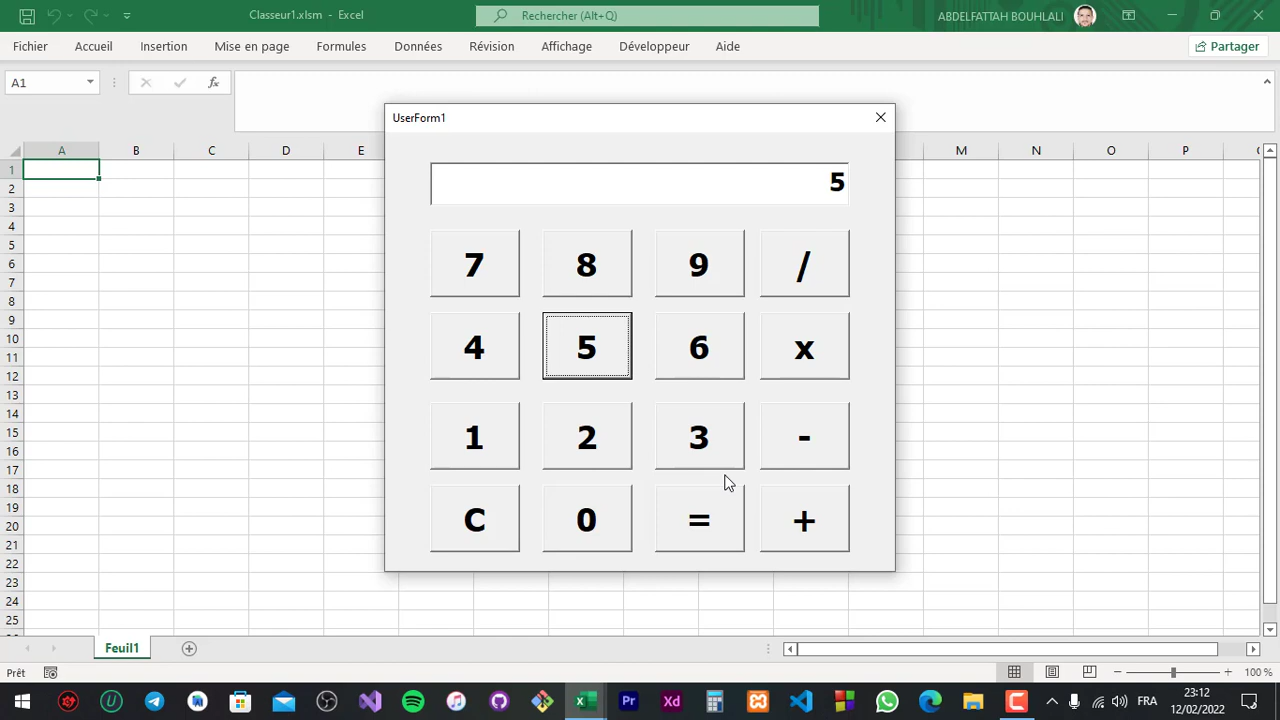 Classeur1.xlsm - Excel
Rechercher (Alt+Q)
ABDELFATTAH BOUHLALI
Fichier Accueil Insertion Mise en page Formules Données Révision Affichage Développeur Aide Partager
A1 fx
A B C D E M N O P
UserForm1
5
7 8 9 /
4 5 6 x
1 2 3 -
C 0 = +
1
2
3
4
5
6
7
8
9
10
11
12
13
14
15
16
17
18
19
20
21
22
23
24
25
Feuil1
Prêt
100 %
Pr Xd
FRA
23:12
12/02/2022